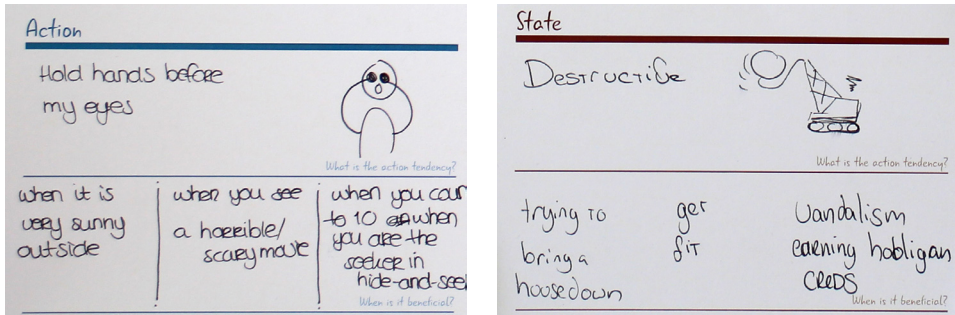 Action
Hold hands before
my eyes
What is the action tendency?
when it is
very sunny
outside
when you see
a horrible/
scary movie
when you coun
to 10 when
you are the
seeker in
hide-and-see
When is it beneficial?
State
Destructive
What is the action tendency?
trying to
bring a
house down
get
fit
Vandalism
earning hobligan
CREDS
When is it beneficial?